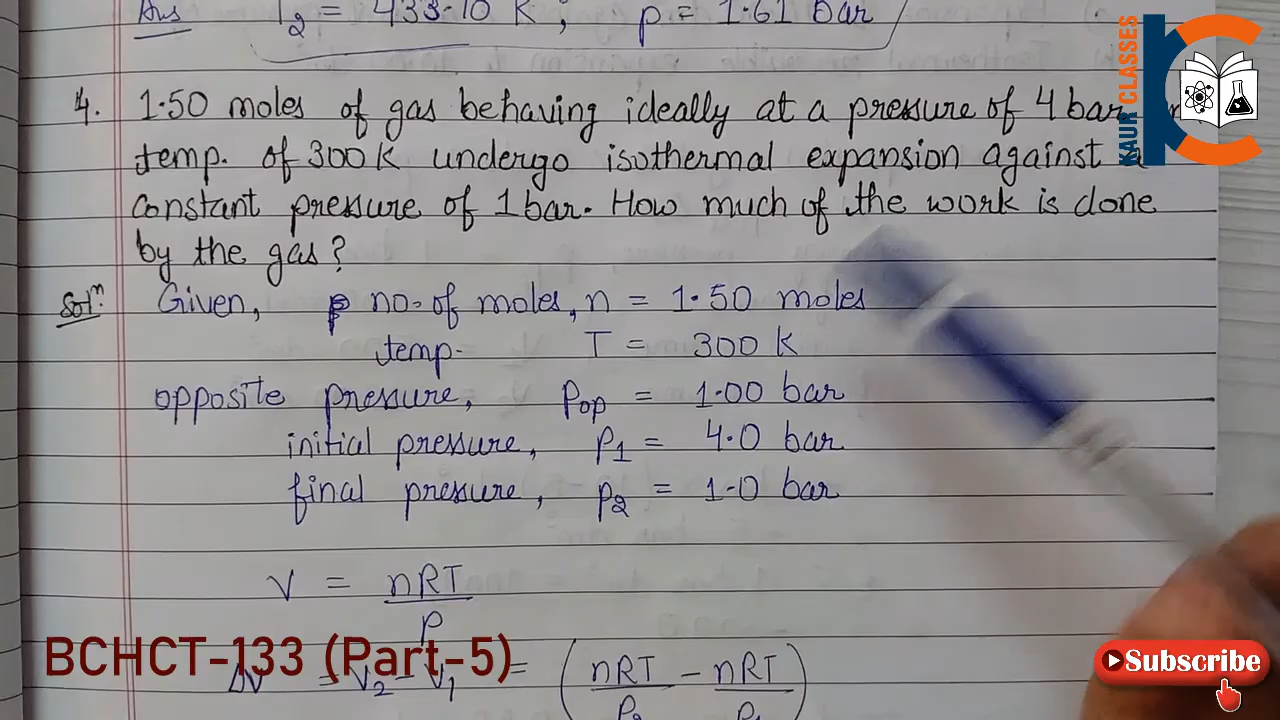 Ans T2 = 433.10 K ; p = 1.61 bar
4. 1.50 moles of gas behaving ideally at a pressure of 4 bar
temp. of 300 K undergo isothermal expansion against a
constant pressure of 1 bar. How much of the work is done
by the gas?
Solⁿ: Given, no. of moles, n = 1.50 moles
temp. T = 300 K
opposite pressure, Pop = 1.00 bar
initial pressure, P1 = 4.0 bar
final pressure, P2 = 1.0 bar
V = nRT/P
ΔV = V2 - V1 = (nRT/P2 - nRT/P1)
KAUR CLASSES
KC
BCHCT-133 (Part-5)
Subscribe